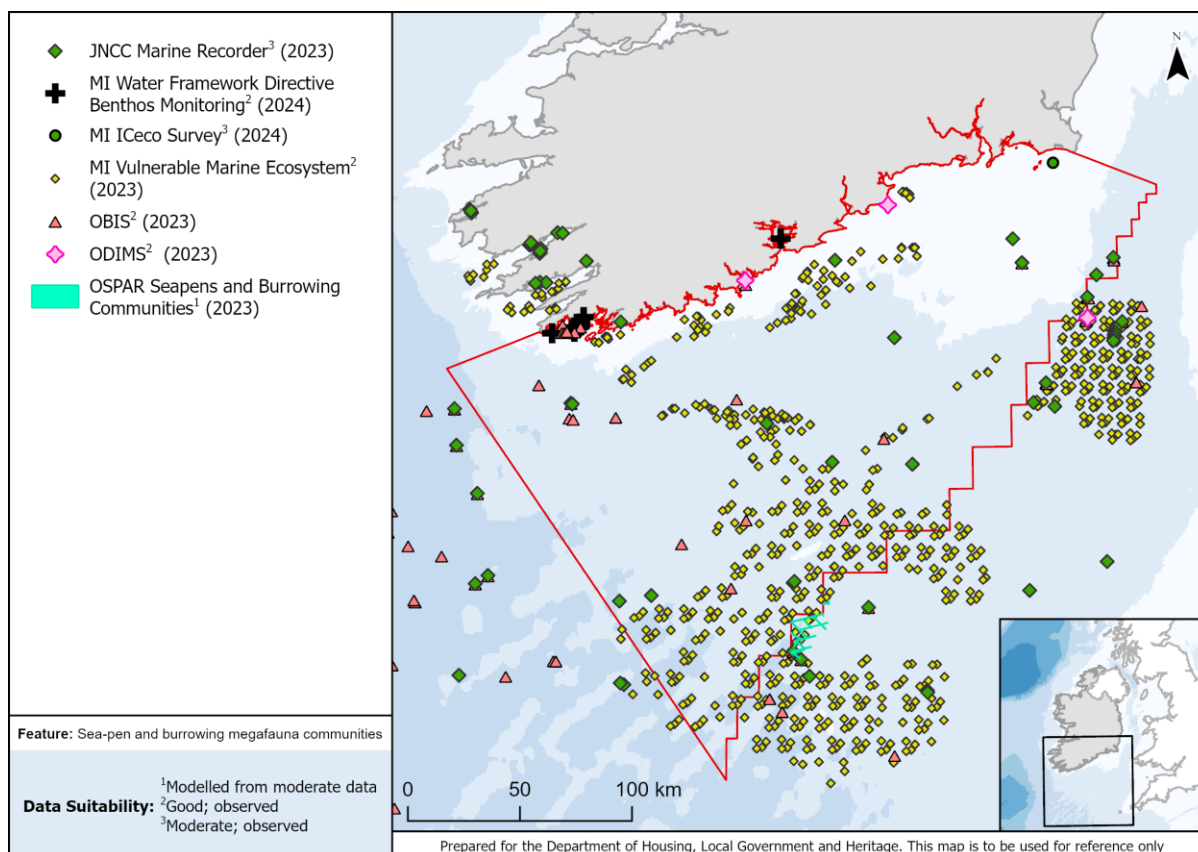 JNCC Marine Recorder³ (2023)
MI Water Framework Directive
Benthos Monitoring² (2024)
MI ICeco Survey³ (2024)
MI Vulnerable Marine Ecosystem²
(2023)
OBIS² (2023)
ODIMS² (2023)
OSPAR Seapens and Burrowing
Communities¹ (2023)
Feature: Sea-pen and burrowing megafauna communities
Data Suitability:
¹Modelled from moderate data
²Good; observed
³Moderate; observed
N
0 50 100 km
Prepared for the Department of Housing, Local Government and Heritage. This map is to be used for reference only